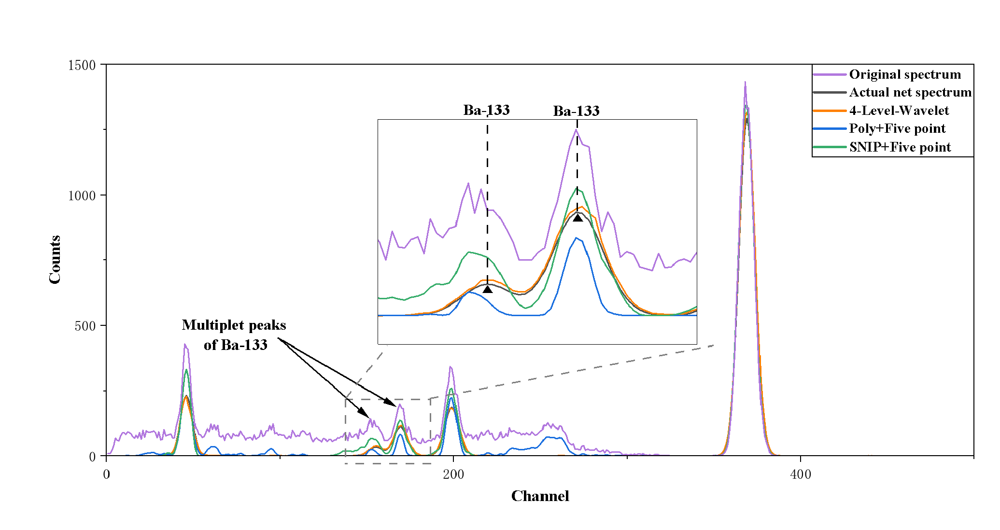 1500
1000
500
0
0
200
400
Counts
Channel
Original spectrum
Actual net spectrum
4-Level-Wavelet
Poly+Five point
SNIP+Five point
Ba-133
Ba-133
Multiplet peaks
of Ba-133